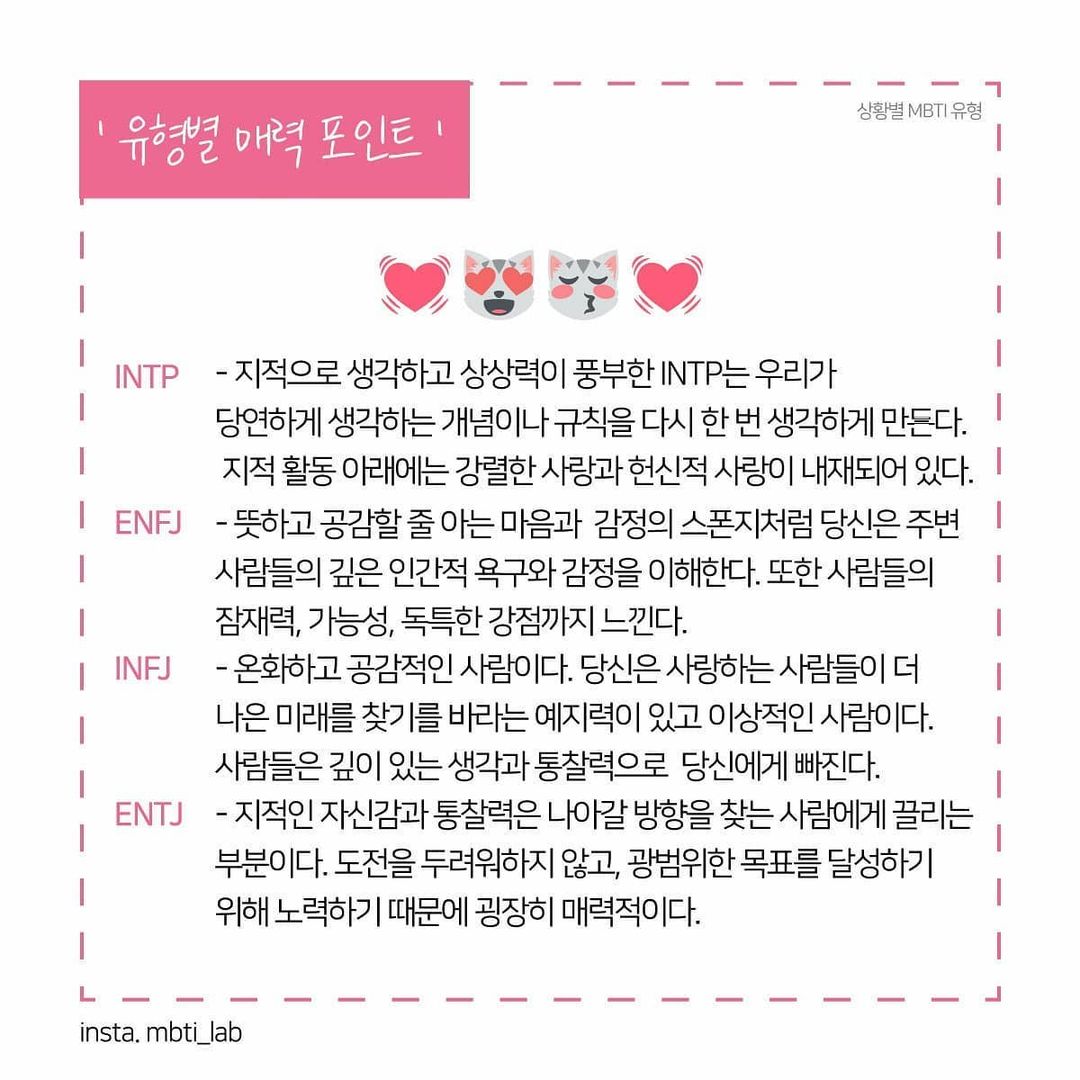 ' 유형별 매력 포인트 '
상황별 MBTI 유형
INTP - 지적으로 생각하고 상상력이 풍부한 INTP는 우리가
당연하게 생각하는 개념이나 규칙을 다시 한 번 생각하게 만든다.
지적 활동 아래에는 강렬한 사랑과 헌신적 사랑이 내재되어 있다.
ENFJ - 뜻하고 공감할 줄 아는 마음과 감정의 스폰지처럼 당신은 주변
사람들의 깊은 인간적 욕구와 감정을 이해한다. 또한 사람들의
잠재력, 가능성, 독특한 강점까지 느낀다.
INFJ - 온화하고 공감적인 사람이다. 당신은 사랑하는 사람들이 더
나은 미래를 찾기를 바라는 예지력이 있고 이상적인 사람이다.
사람들은 깊이 있는 생각과 통찰력으로 당신에게 빠진다.
ENTJ - 지적인 자신감과 통찰력은 나아갈 방향을 찾는 사람에게 끌리는
부분이다. 도전을 두려워하지 않고, 광범위한 목표를 달성하기
위해 노력하기 때문에 굉장히 매력적이다.
insta. mbti_lab